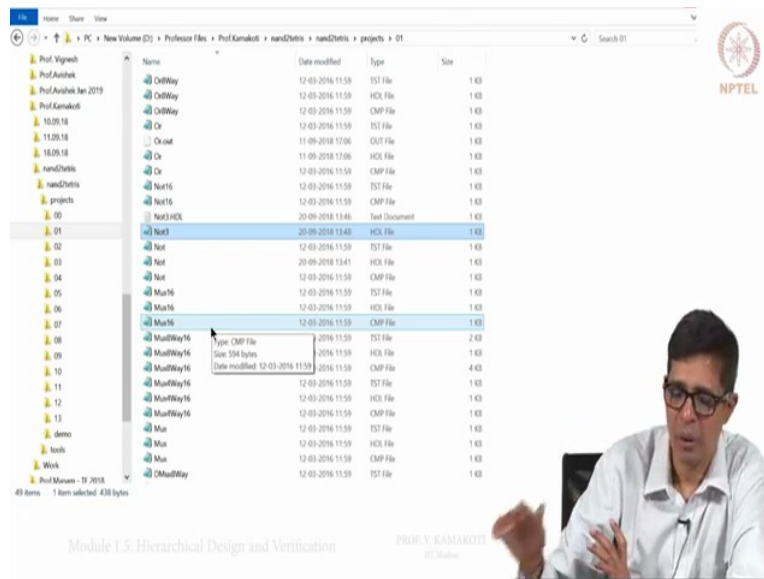 File Home Share View
PC › New Volume (D:) › Professor Files › Prof.Kamakoti › nand2tetris › nand2tetris › projects › 01
Search 01
NPTEL
Prof. Vignesh
Prof.Avishek
Prof.Avishek Jan 2019
Prof.Kamakoti
10.09.18
11.09.18
18.09.18
nand2tetris
nand2tetris
projects
00
01
02
03
04
05
06
07
08
09
10
11
12
13
demo
tools
Work
Prof.Manam - TF 2018
Name Date modified Type Size
Or8Way 12-03-2016 11:59 TST File 1 KB
Or8Way 12-03-2016 11:59 HDL File 1 KB
Or8Way 12-03-2016 11:59 CMP File 1 KB
Or 12-03-2016 11:59 TST File 1 KB
Or.out 11-09-2018 17:06 OUT File 1 KB
Or 11-09-2018 17:06 HDL File 1 KB
Or 12-03-2016 11:59 CMP File 1 KB
Not16 12-03-2016 11:59 TST File 1 KB
Not16 12-03-2016 11:59 1 KB
Not3.HDL 20-09-2018 13:46 Text Document 1 KB
Not3 20-09-2018 13:48 HDL File 1 KB
Not 12-03-2016 11:59 TST File 1 KB
Not 20-09-2018 13:41 HDL File 1 KB
Not 12-03-2016 11:59 CMP File 1 KB
Mux16 12-03-2016 11:59 TST File 1 KB
Mux16 12-03-2016 11:59 HDL File 1 KB
Mux16 12-03-2016 11:59 CMP File 1 KB
Mux8Way16 2016 11:59 TST File 2 KB
Mux8Way16 2016 11:59 HDL File 1 KB
Mux8Way16 2016 11:59 CMP File 4 KB
Mux4Way16 12-03-2016 11:59 TST File 1 KB
Mux4Way16 12-03-2016 11:59 HDL File 1 KB
Mux4Way16 12-03-2016 11:59 CMP File 1 KB
Mux 12-03-2016 11:59 TST File 1 KB
Mux 12-03-2016 11:59 HDL File 1 KB
Mux 12-03-2016 11:59 CMP File 1 KB
DMux8Way 12-03-2016 11:59 TST File 1 KB
Type: CMP File
Size: 594 bytes
Date modified: 12-03-2016 11:59
49 items 1 item selected 438 bytes
Module 1.5: Hierarchical Design and Verification
PROF. V. KAMAKOTI
IIT Madras